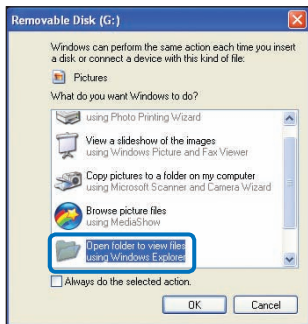 Removable Disk (G:)
Windows can perform the same action each time you insert
a disk or connect a device with this kind of file:
Pictures
What do you want Windows to do?
using Photo Printing Wizard
View a slideshow of the images
using Windows Picture and Fax Viewer
Copy pictures to a folder on my computer
using Microsoft Scanner and Camera Wizard
Browse picture files
using MediaShow
Open folder to view files
using Windows Explorer
Always do the selected action.
OK
Cancel